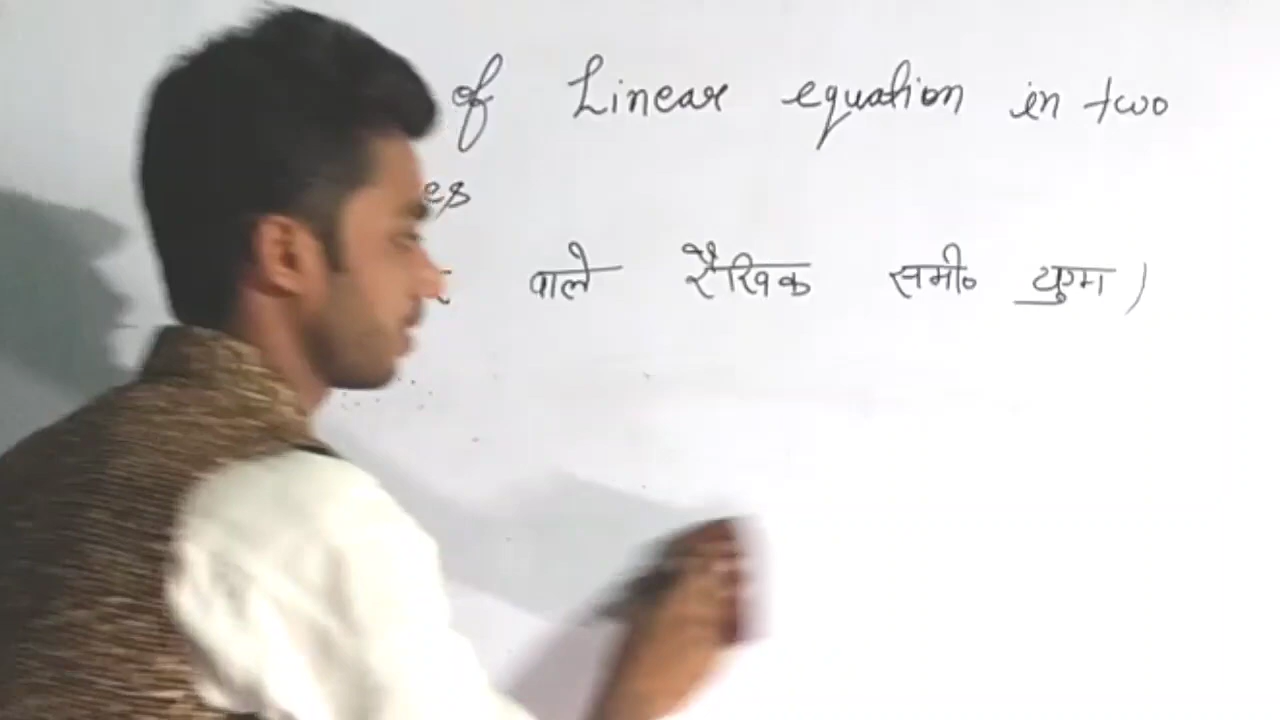 of Linear equation in two
es
वाले रैखिक समी० युग्म)